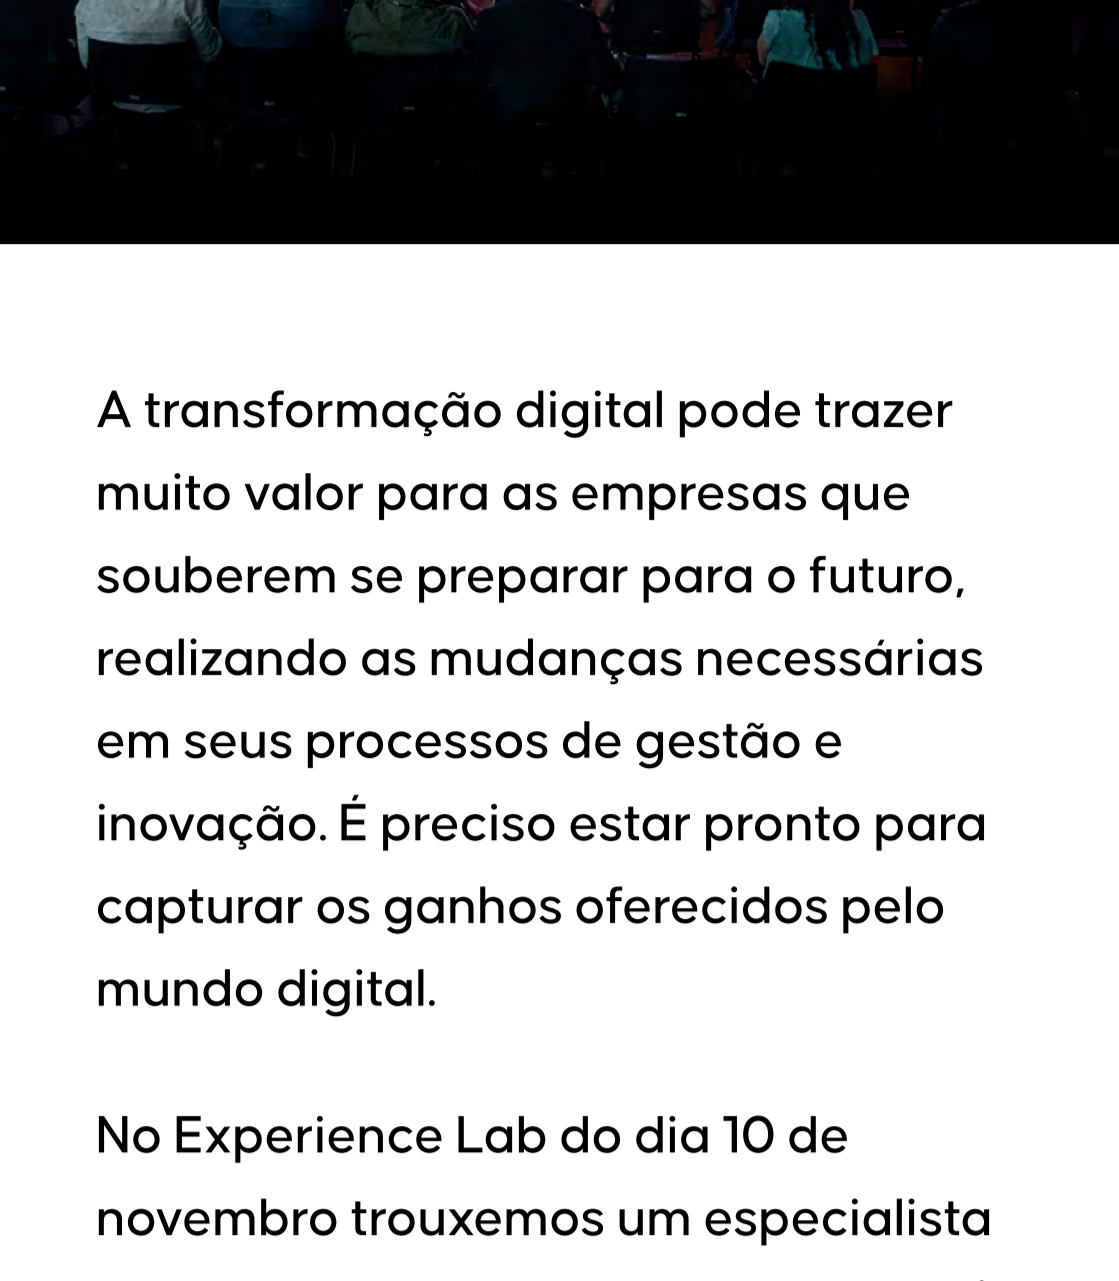 A transformação digital pode trazer
muito valor para as empresas que
souberem se preparar para o futuro,
realizando as mudanças necessárias
em seus processos de gestão e
inovação. É preciso estar pronto para
capturar os ganhos oferecidos pelo
mundo digital.
No Experience Lab do dia 10 de
novembro trouxemos um especialista